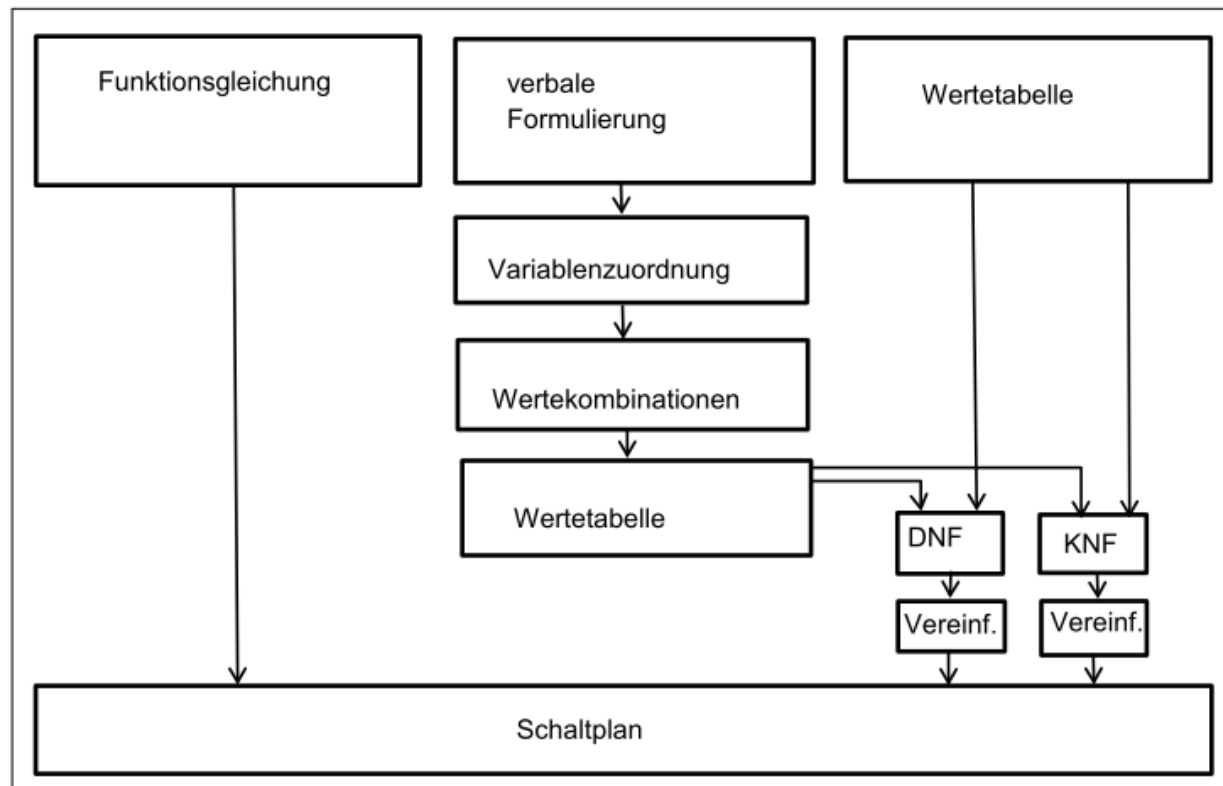 Funktionsgleichung
verbale
Formulierung
Wertetabelle
Variablenzuordnung
Wertekombinationen
Wertetabelle
DNF
KNF
Vereinf.
Vereinf.
Schaltplan